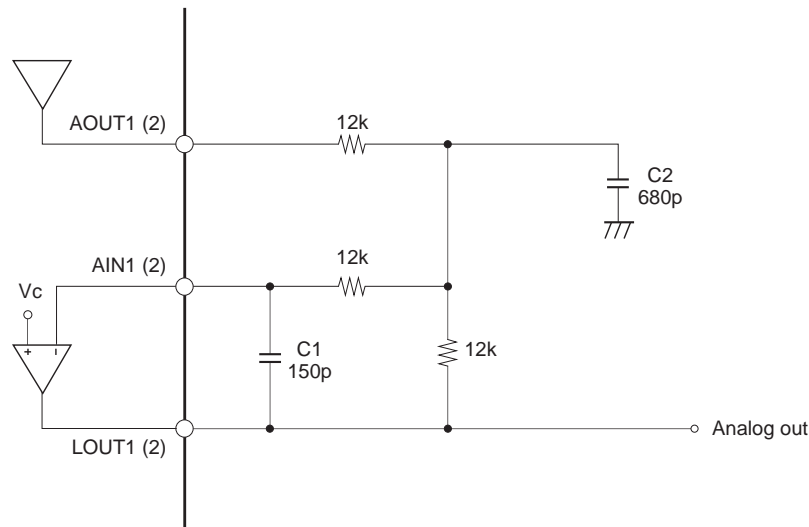 AOUT1 (2)
12k
C2
680p
AIN1 (2)
12k
Vc
+
–
C1
150p
12k
LOUT1 (2)
Analog out